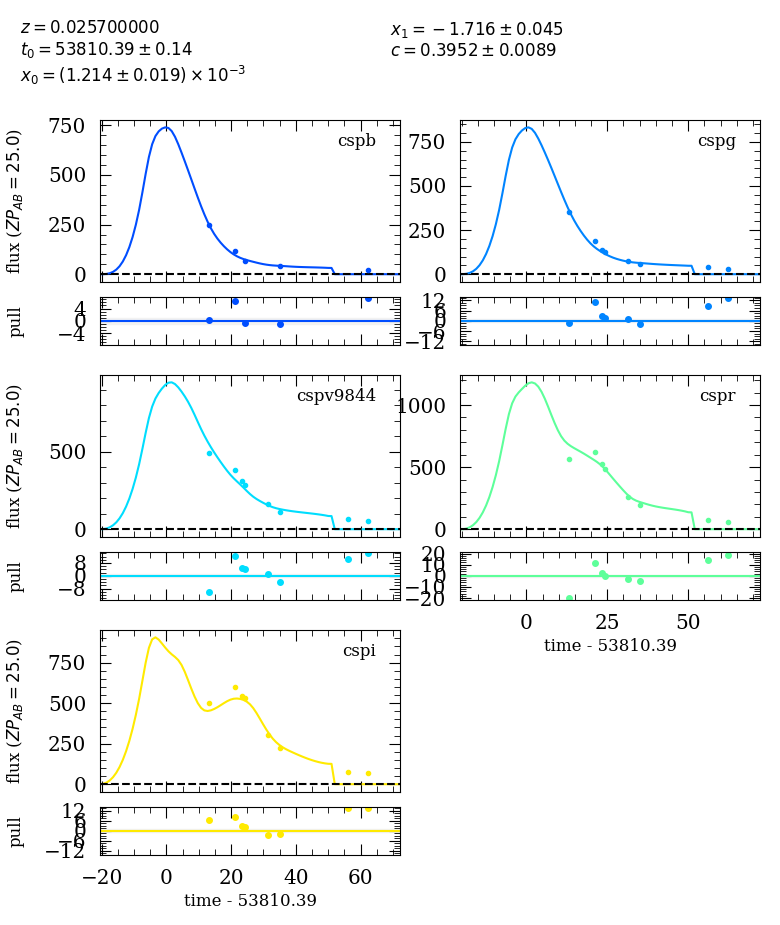 z = 0.025700000
t0 = 53810.39 ± 0.14
x0 = (1.214 ± 0.019) × 10^−3
x1 = −1.716 ± 0.045
c = 0.3952 ± 0.0089
flux (ZP_AB = 25.0)
750
500
250
0
cspb
750
500
250
0
cspg
pull
4
0
−4
12
6
0
−6
−12
flux (ZP_AB = 25.0)
500
0
cspv9844
1000
500
0
cspr
pull
8
0
−8
20
10
0
−10
−20
0
25
50
time - 53810.39
flux (ZP_AB = 25.0)
750
500
250
0
cspi
pull
12
6
0
−6
−12
−20
0
20
40
60
time - 53810.39